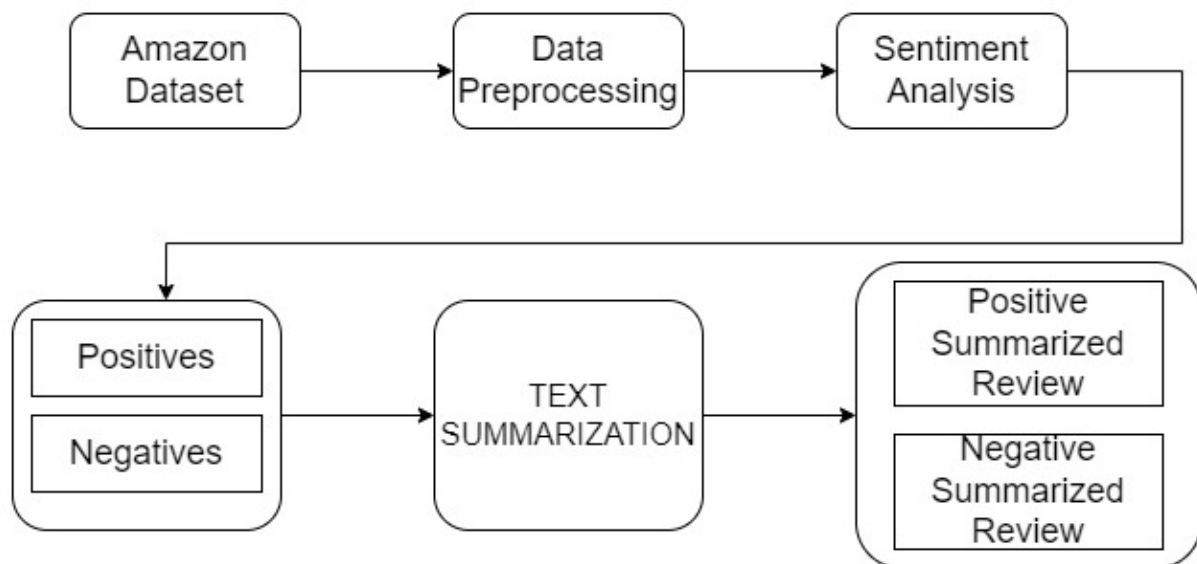 Amazon
Dataset
Data
Preprocessing
Sentiment
Analysis
Positives
Negatives
TEXT
SUMMARIZATION
Positive
Summarized
Review
Negative
Summarized
Review